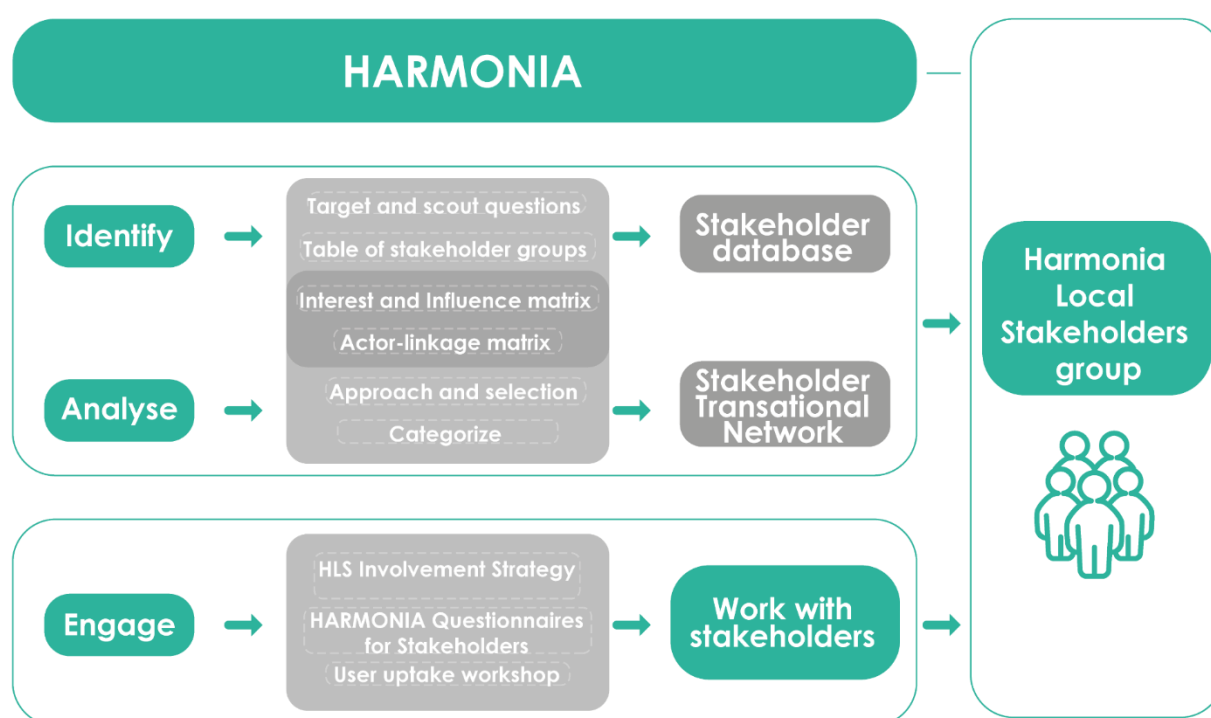 HARMONIA
Identify
Target and scout questions
Table of stakeholder groups
Interest and Influence matrix
Actor-linkage matrix
Stakeholder
database
Analyse
Approach and selection
Categorize
Stakeholder
Transational
Network
Engage
HLS Involvement Strategy
HARMONIA Questionnaires
for Stakeholders
User uptake workshop
Work with
stakeholders
Harmonia
Local
Stakeholders
group